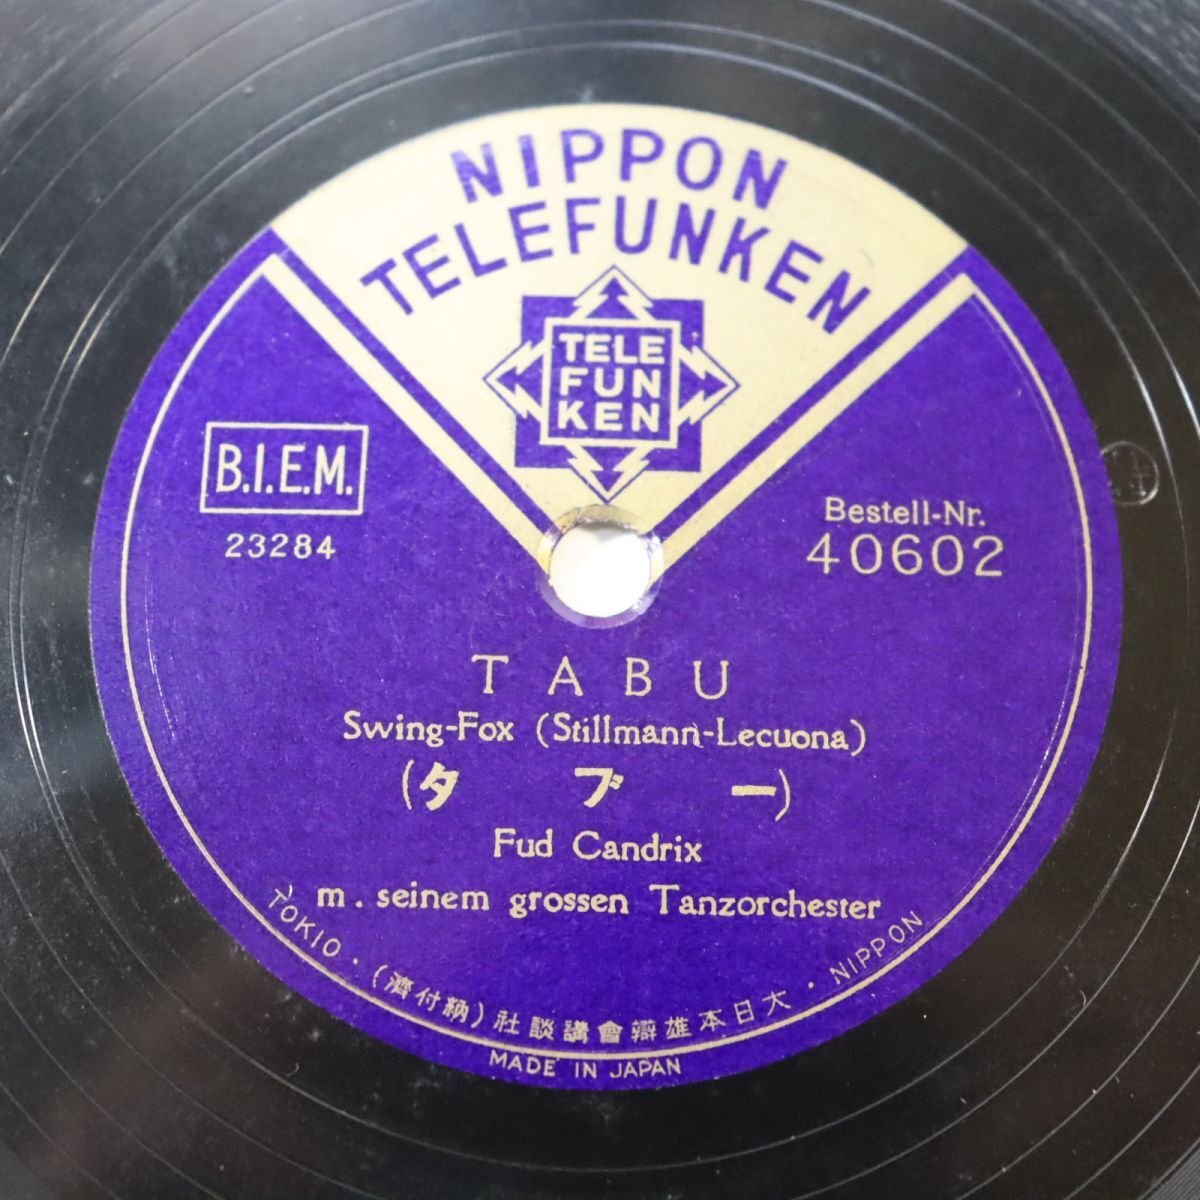 NIPPON
TELEFUNKEN
TELE
FUN
KEN
B.I.E.M.
23284
Bestell-Nr.
40602
TABU
Swing-Fox (Stillmann-Lecuona)
(タブー)
Fud Candrix
m. seinem grossen Tanzorchester
TOKIO · (濟付納) 社談講會辯雄本日大 · NIPPON
MADE IN JAPAN